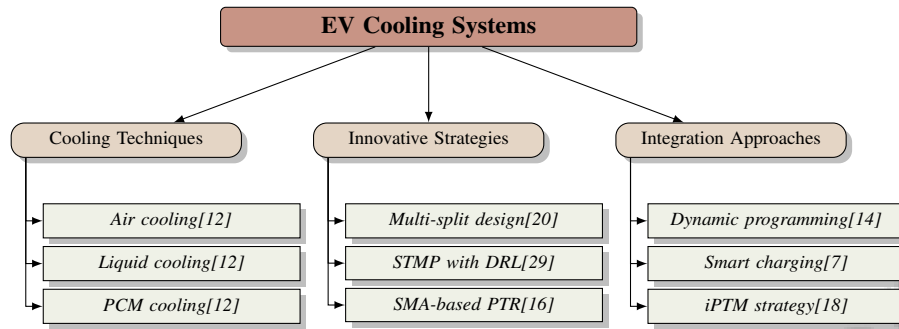 EV Cooling Systems
Cooling Techniques
Air cooling[12]
Liquid cooling[12]
PCM cooling[12]
Innovative Strategies
Multi-split design[20]
STMP with DRL[29]
SMA-based PTR[16]
Integration Approaches
Dynamic programming[14]
Smart charging[7]
iPTM strategy[18]